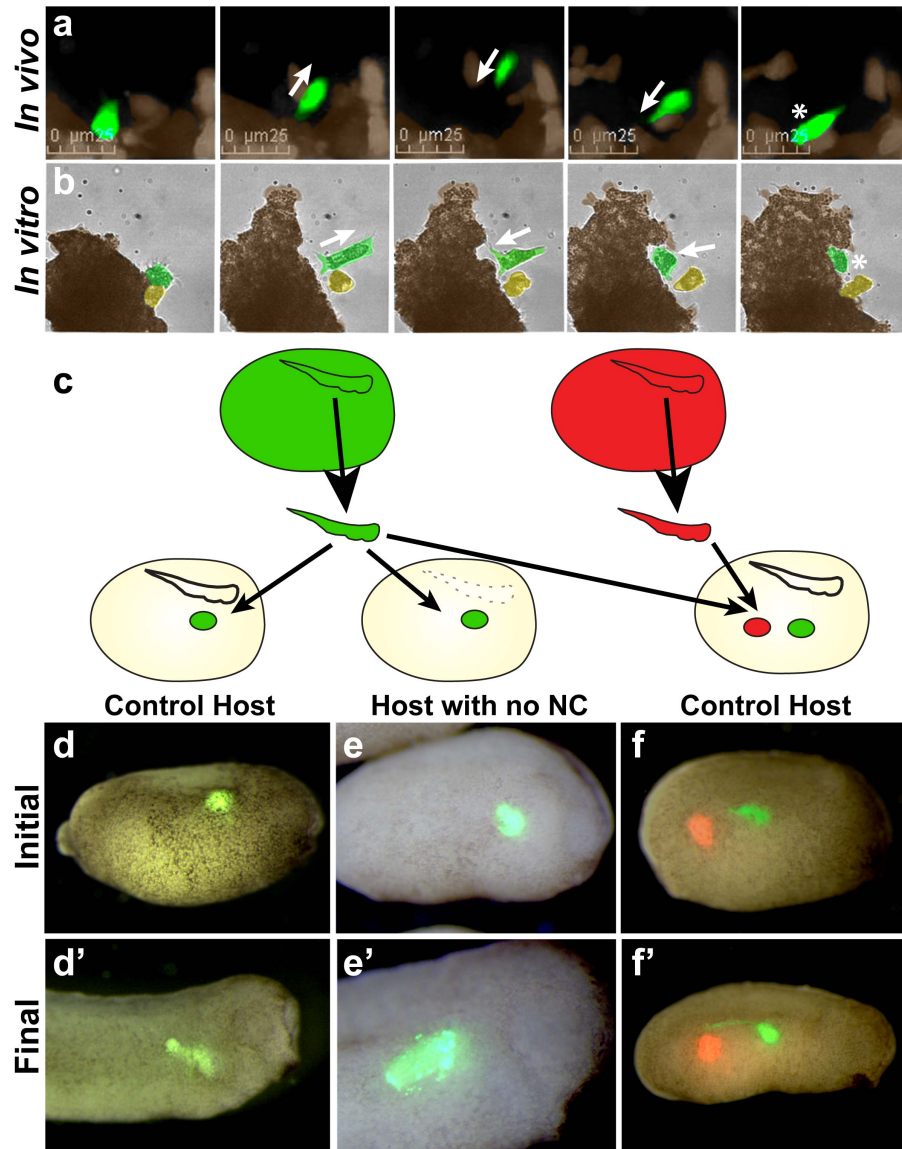 a
In vivo
0 µm25
0 µm25
0 µm25
0 µm25
*
0 µm25
b
In vitro
*
c
Control Host
Host with no NC
Control Host
d
e
f
Initial
d'
e'
f'
Final